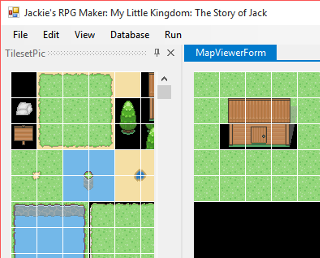 Jackie's RPG Maker: My Little Kingdom: The Story of Jack
File Edit View Database Run
TilesetPic
MapViewerForm